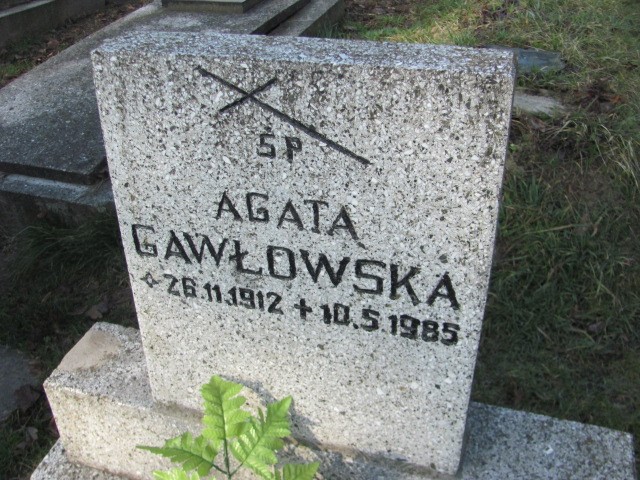 ŚP
AGATA
GAWŁOWSKA
☆ 26.11.1912 + 10.5.1985